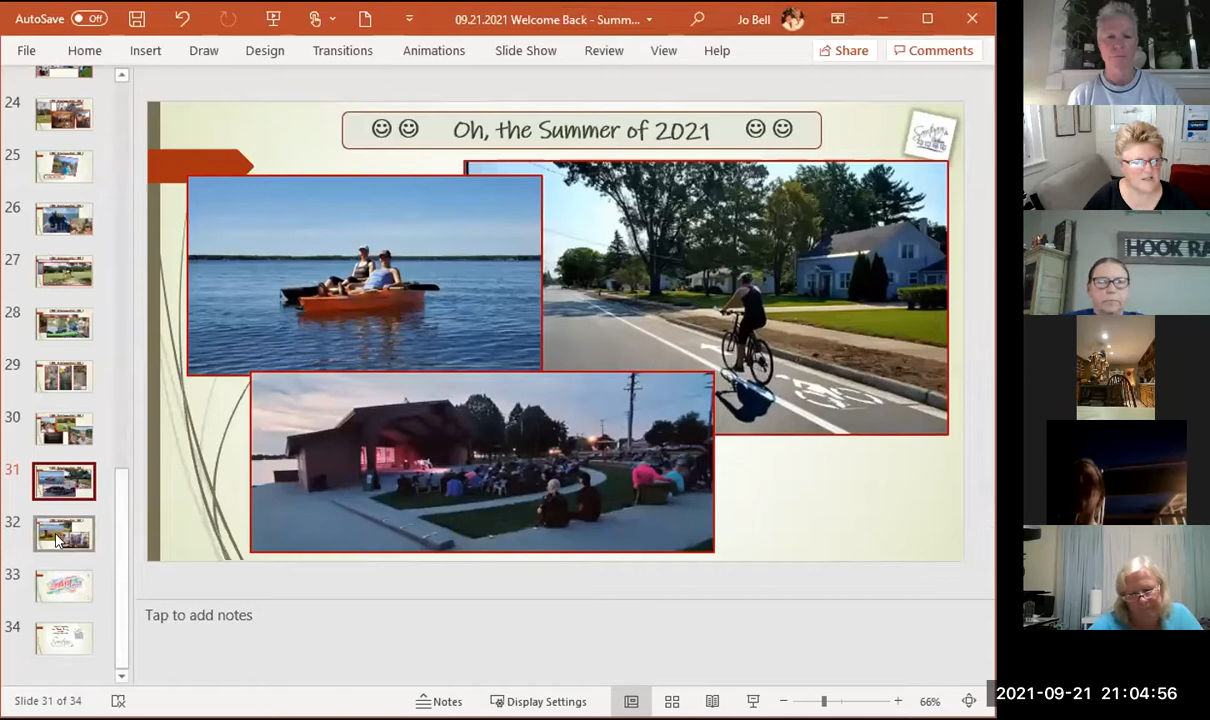 AutoSave Off 09.21.2021 Welcome Back - Summ... Jo Bell
File Home Insert Draw Design Transitions Animations Slide Show Review View Help Share Comments
24
25
26
27
28
29
30
31
32
33
34
Oh, the Summer of 2021
HOOK RA
Tap to add notes
Slide 31 of 34 Notes Display Settings 66%
2021-09-21 21:04:56